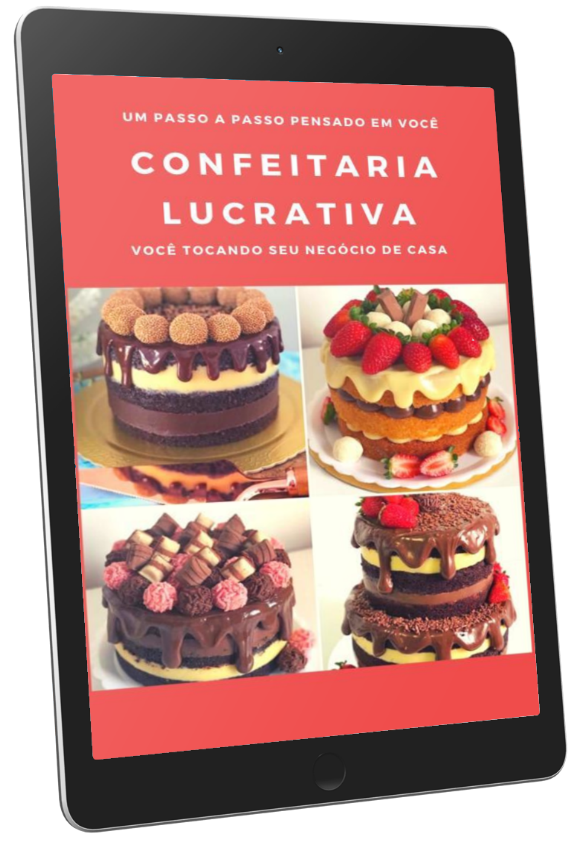 UM PASSO A PASSO PENSADO EM VOCÊ
CONFEITARIA
LUCRATIVA
VOCÊ TOCANDO SEU NEGÓCIO DE CASA